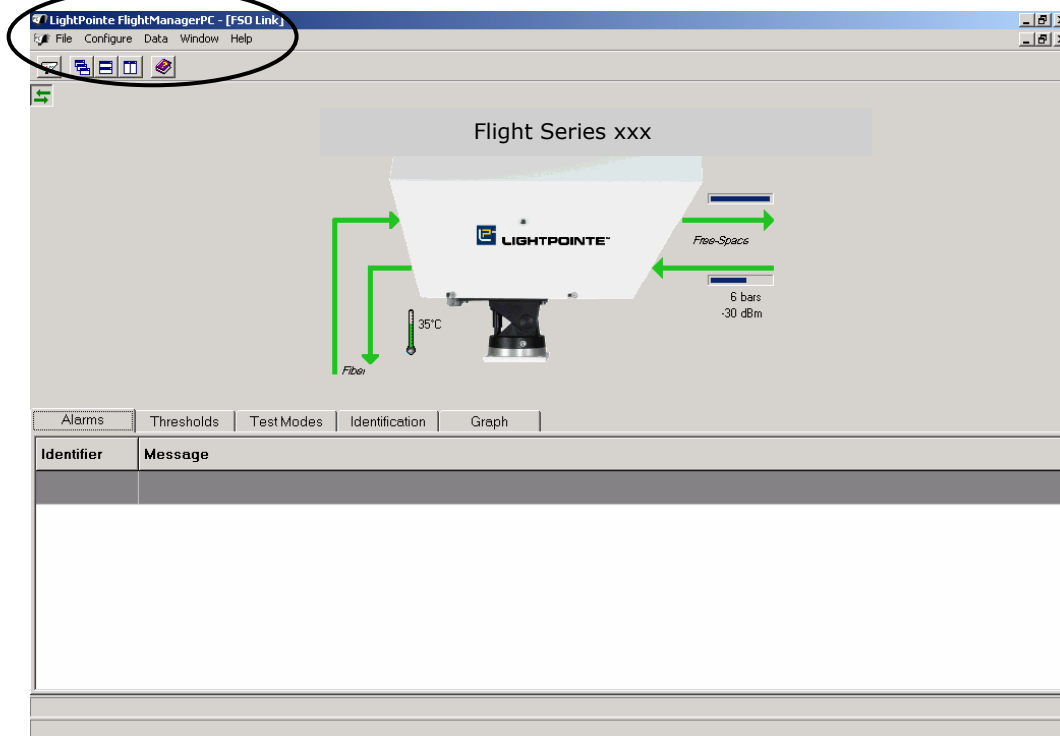 LightPointe FlightManagerPC - [FSO Link]
File Configure Data Window Help
Flight Series xxx
LIGHTPOINTE™
Free-Space
6 bars
-30 dBm
35°C
Fiber
Alarms Thresholds Test Modes Identification Graph
Identifier Message